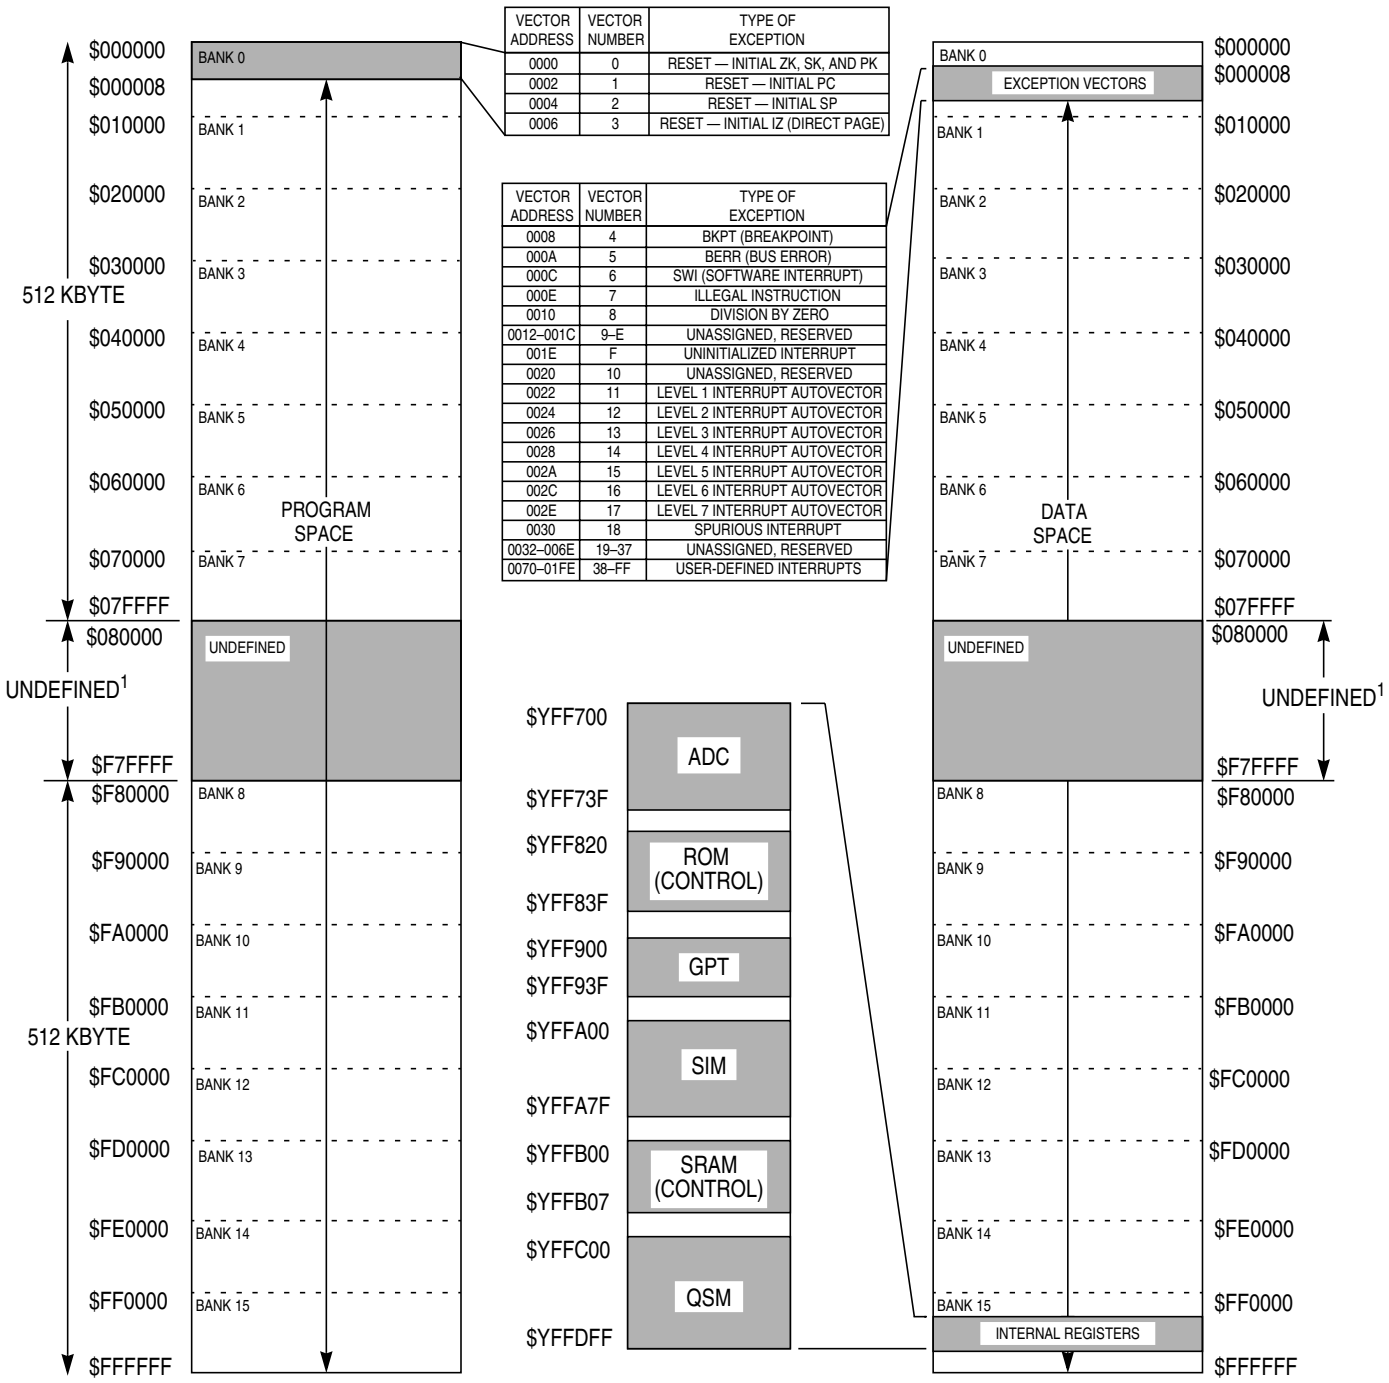 VECTOR ADDRESS VECTOR NUMBER TYPE OF EXCEPTION
0000 0 RESET — INITIAL ZK, SK, AND PK
0002 1 RESET — INITIAL PC
0004 2 RESET — INITIAL SP
0006 3 RESET — INITIAL IZ (DIRECT PAGE)
VECTOR ADDRESS VECTOR NUMBER TYPE OF EXCEPTION
0008 4 BKPT (BREAKPOINT)
000A 5 BERR (BUS ERROR)
000C 6 SWI (SOFTWARE INTERRUPT)
000E 7 ILLEGAL INSTRUCTION
0010 8 DIVISION BY ZERO
0012–001C 9–E UNASSIGNED, RESERVED
001E F UNINITIALIZED INTERRUPT
0020 10 UNASSIGNED, RESERVED
0022 11 LEVEL 1 INTERRUPT AUTOVECTOR
0024 12 LEVEL 2 INTERRUPT AUTOVECTOR
0026 13 LEVEL 3 INTERRUPT AUTOVECTOR
0028 14 LEVEL 4 INTERRUPT AUTOVECTOR
002A 15 LEVEL 5 INTERRUPT AUTOVECTOR
002C 16 LEVEL 6 INTERRUPT AUTOVECTOR
002E 17 LEVEL 7 INTERRUPT AUTOVECTOR
0030 18 SPURIOUS INTERRUPT
0032–006E 19–37 UNASSIGNED, RESERVED
0070–01FE 38–FF USER-DEFINED INTERRUPTS
$000000 BANK 0
$000008
$010000 BANK 1
$020000 BANK 2
$030000 BANK 3
512 KBYTE
$040000 BANK 4
$050000 BANK 5
$060000 BANK 6
PROGRAM
SPACE
$070000 BANK 7
$07FFFF
$080000 UNDEFINED
UNDEFINED1
$F7FFFF
$F80000 BANK 8
$F90000 BANK 9
$FA0000 BANK 10
$FB0000 BANK 11
512 KBYTE
$FC0000 BANK 12
$FD0000 BANK 13
$FE0000 BANK 14
$FF0000 BANK 15
$FFFFFF
$YFF700
ADC
$YFF73F
$YFF820
ROM
(CONTROL)
$YFF83F
$YFF900
GPT
$YFF93F
$YFFA00
SIM
$YFFA7F
$YFFB00
SRAM
(CONTROL)
$YFFB07
$YFFC00
QSM
$YFFDFF
BANK 0 $000000
EXCEPTION VECTORS $000008
BANK 1 $010000
BANK 2 $020000
BANK 3 $030000
BANK 4 $040000
BANK 5 $050000
BANK 6 $060000
DATA
SPACE
BANK 7 $070000
$07FFFF
UNDEFINED $080000
UNDEFINED1
$F7FFFF
BANK 8 $F80000
BANK 9 $F90000
BANK 10 $FA0000
BANK 11 $FB0000
BANK 12 $FC0000
BANK 13 $FD0000
BANK 14 $FE0000
BANK 15 $FF0000
INTERNAL REGISTERS
$FFFFFF